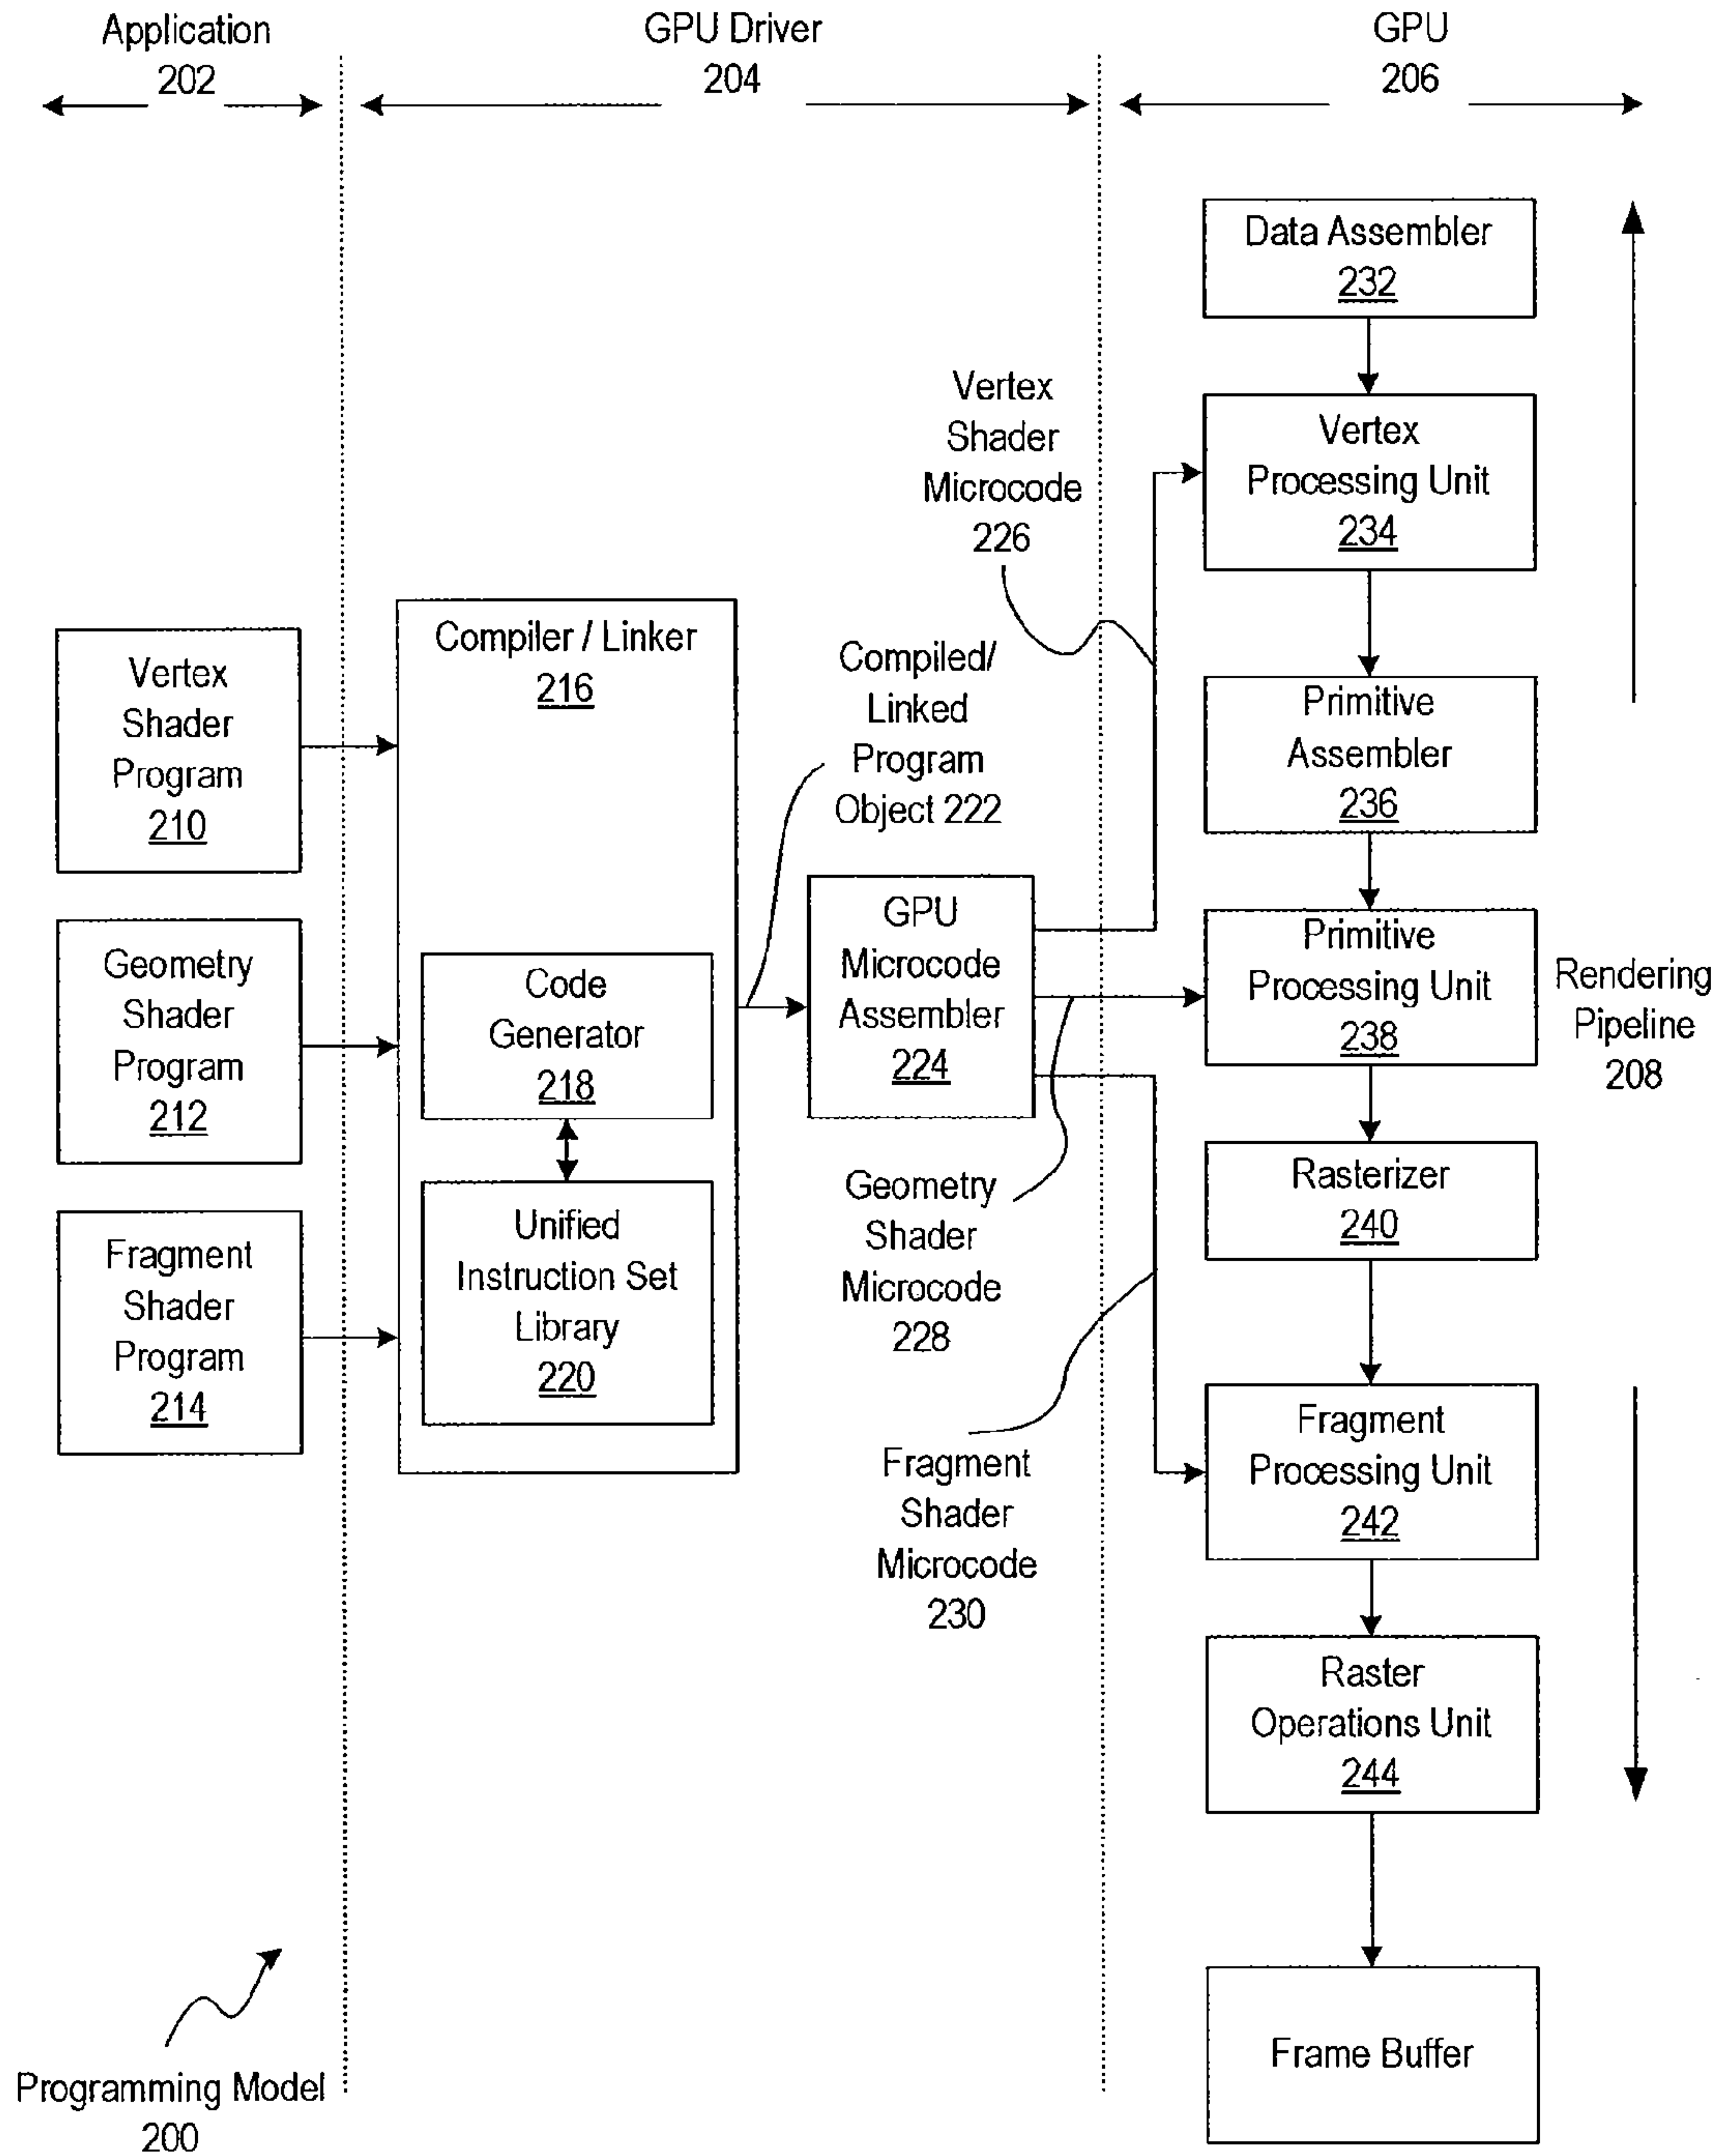 Application
202
GPU Driver
204
GPU
206
Data Assembler
232
Vertex
Processing Unit
234
Primitive
Assembler
236
Primitive
Processing Unit
238
Rasterizer
240
Fragment
Processing Unit
242
Raster
Operations Unit
244
Frame Buffer
Rendering
Pipeline
208
Vertex
Shader
Microcode
226
Vertex
Shader
Program
210
Geometry
Shader
Program
212
Fragment
Shader
Program
214
Compiler / Linker
216
Code
Generator
218
Unified
Instruction Set
Library
220
Compiled/
Linked
Program
Object 222
GPU
Microcode
Assembler
224
Geometry
Shader
Microcode
228
Fragment
Shader
Microcode
230
Programming Model
200